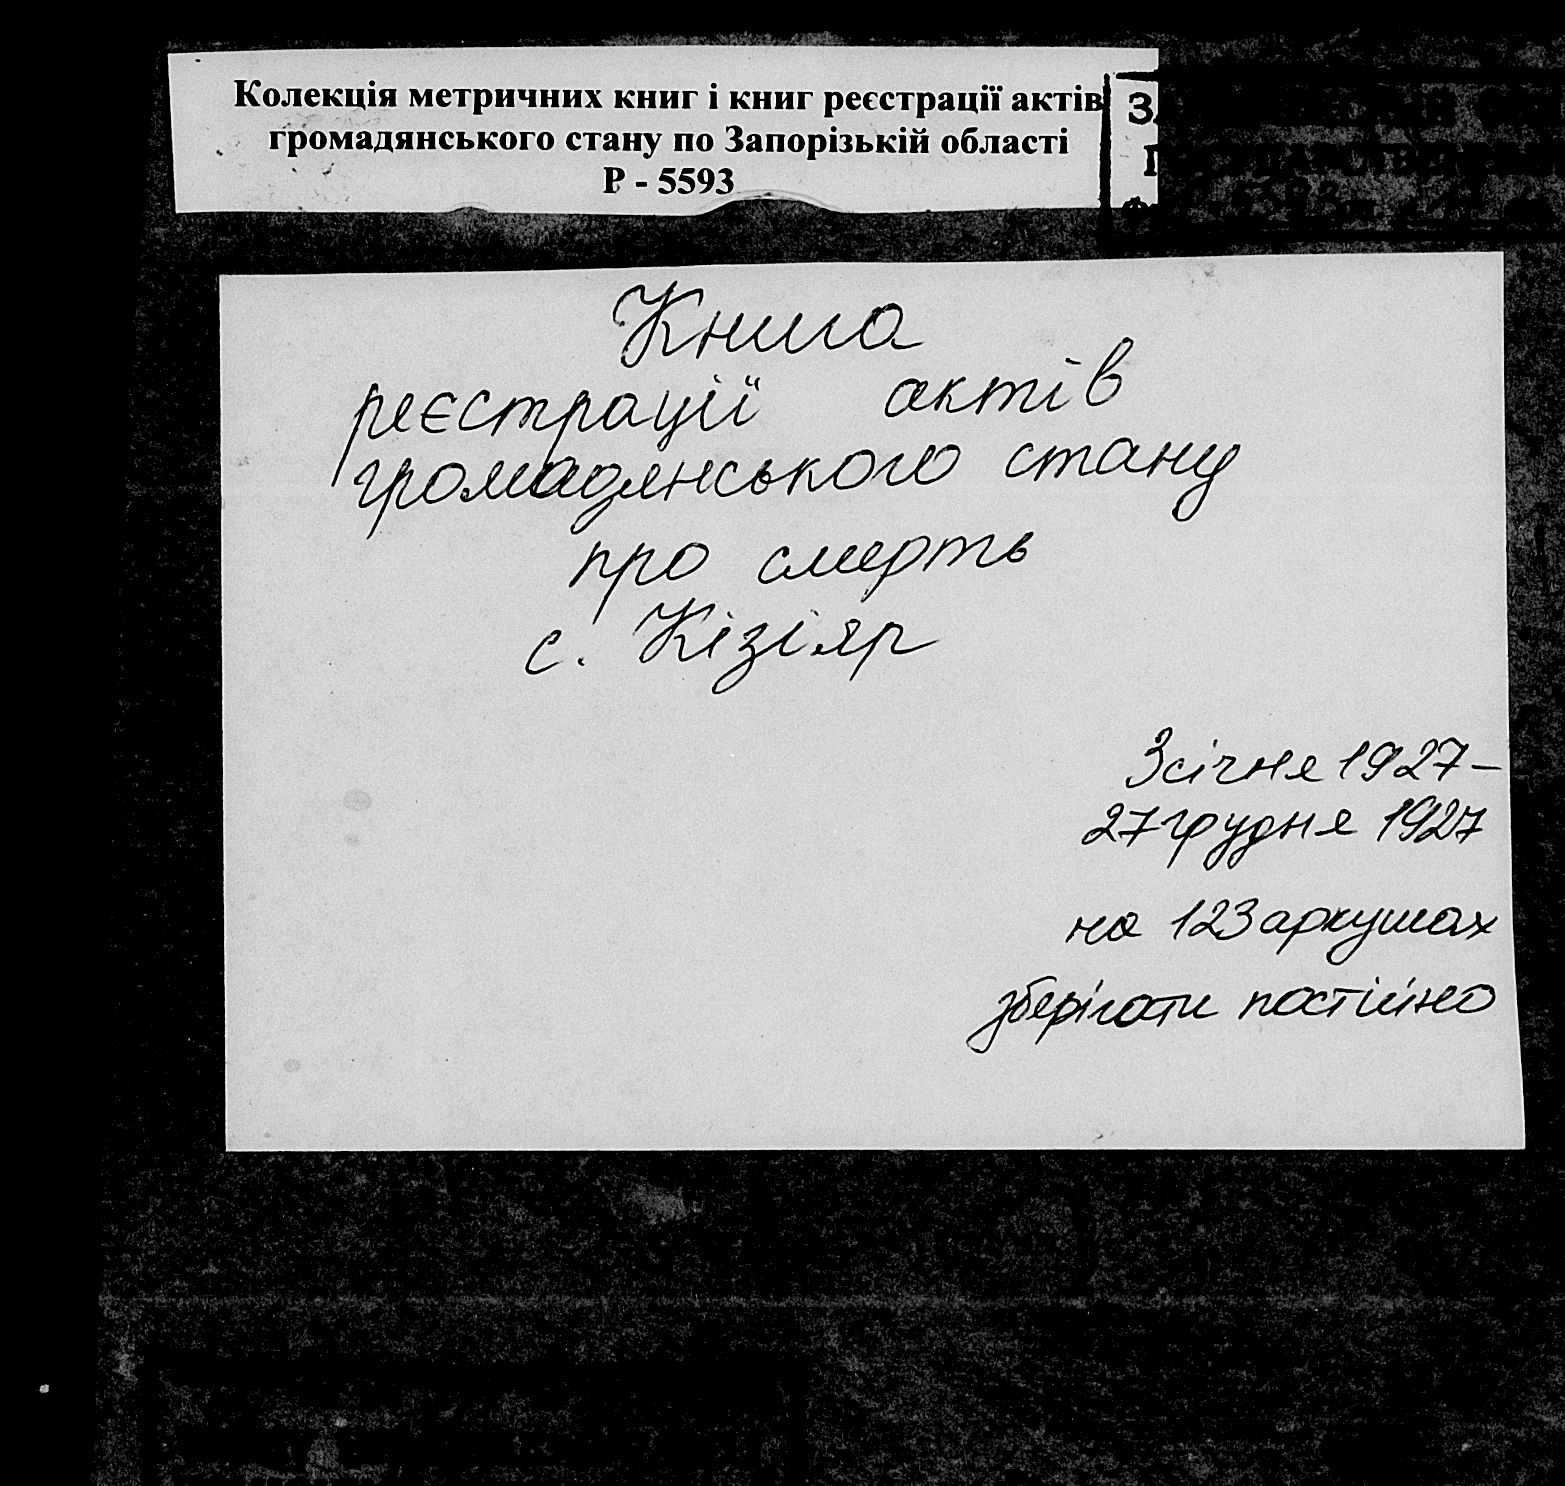 Колекція метричних книг і книг реєстрації актів
громадянського стану по Запорізькій області
Р - 5593
Книга
реєстрації актів
громадянського стану
про смерть
с. Кізіяр
3 січня 1927 –
27 грудня 1927
на 123 аркушах
зберігати постійно